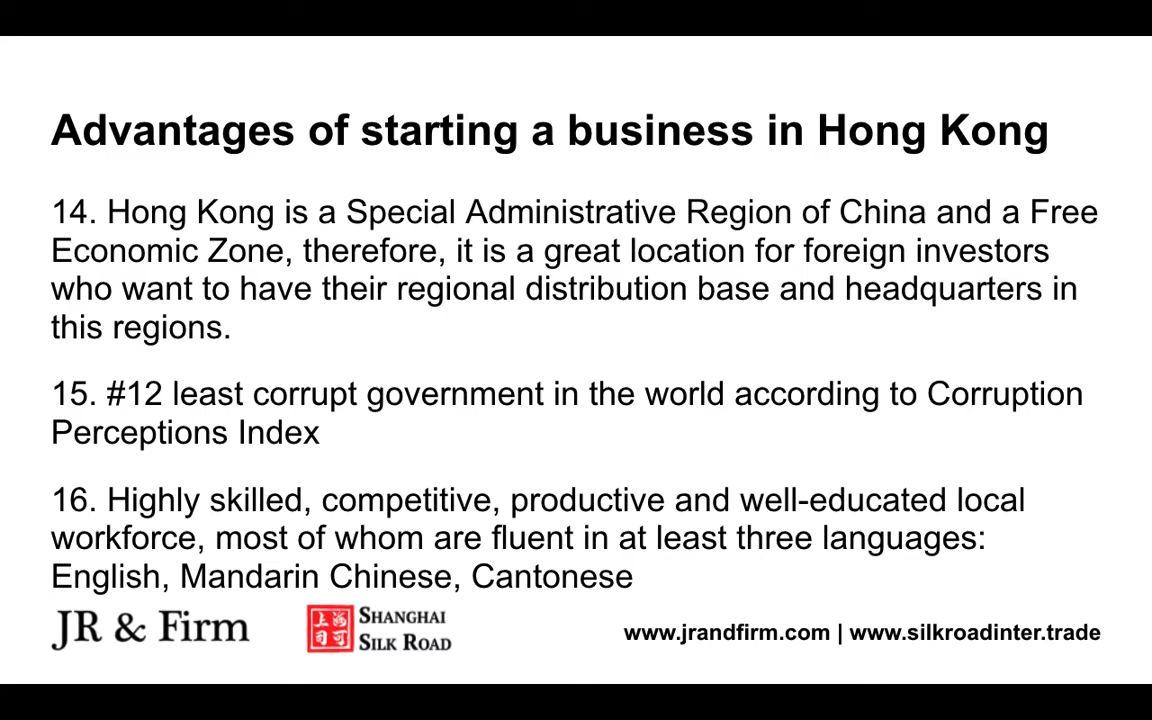 Advantages of starting a business in Hong Kong
14. Hong Kong is a Special Administrative Region of China and a Free
Economic Zone, therefore, it is a great location for foreign investors
who want to have their regional distribution base and headquarters in
this regions.
15. #12 least corrupt government in the world according to Corruption
Perceptions Index
16. Highly skilled, competitive, productive and well-educated local
workforce, most of whom are fluent in at least three languages:
English, Mandarin Chinese, Cantonese
JR & Firm
上海
司可
SHANGHAI
SILK ROAD
www.jrandfirm.com | www.silkroadinter.trade